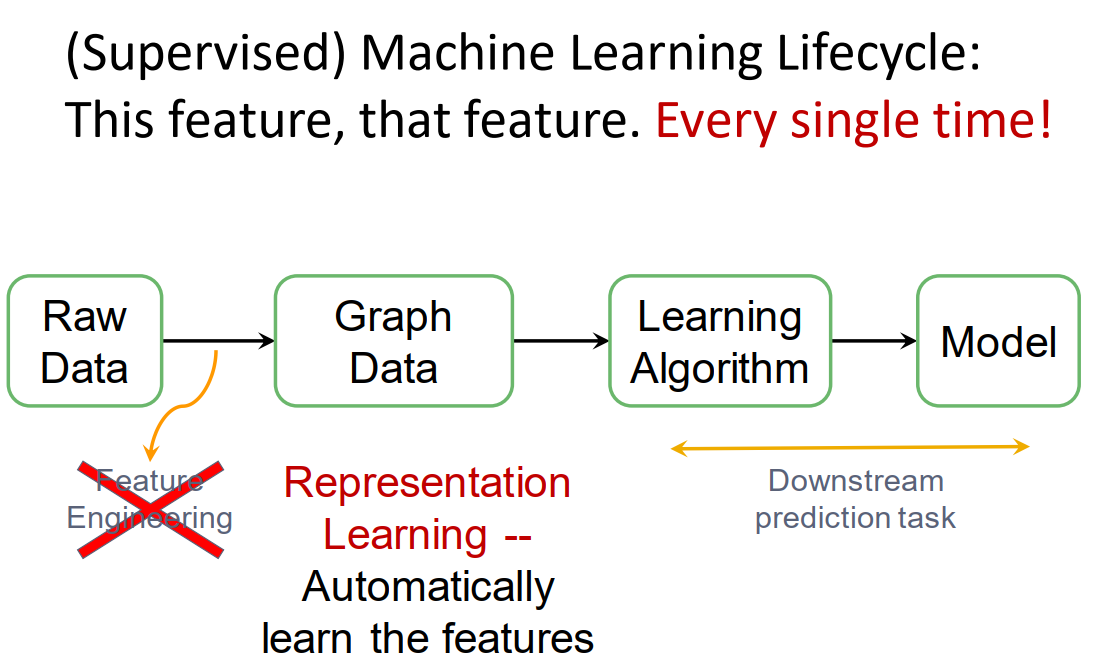 (Supervised) Machine Learning Lifecycle:
This feature, that feature. Every single time!
Raw
Data
Graph
Data
Learning
Algorithm
Model
Feature
Engineering
Representation
Learning --
Automatically
learn the features
Downstream
prediction task